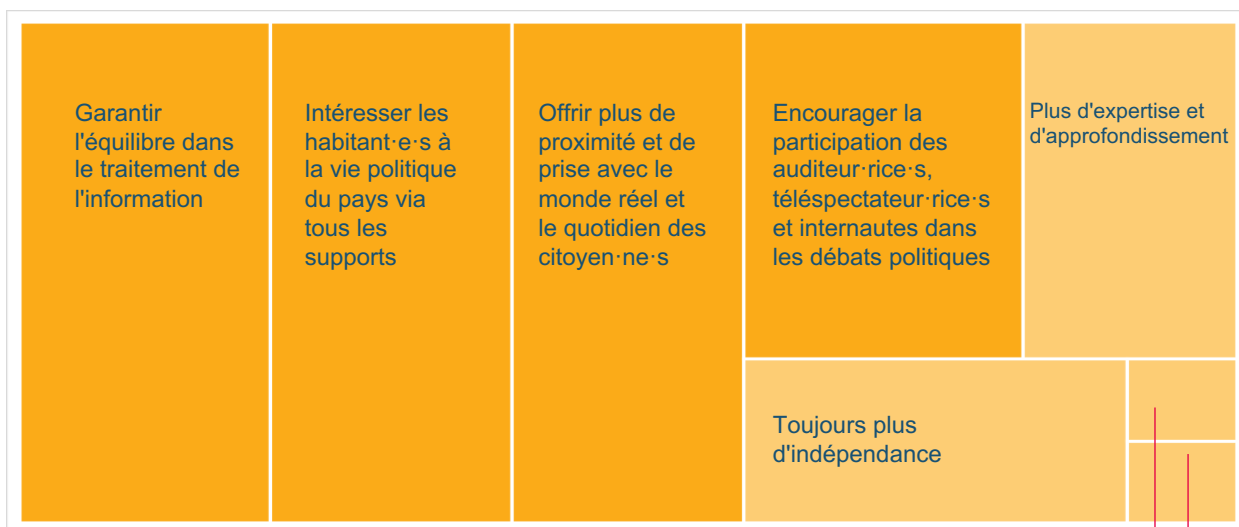 Garantir
l'équilibre dans
le traitement de
l'information
Intéresser les
habitant·e·s à
la vie politique
du pays via
tous les
supports
Offrir plus de
proximité et de
prise avec le
monde réel et
le quotidien des
citoyen·ne·s
Encourager la
participation des
auditeur·rice·s,
téléspectateur·rice·s
et internautes dans
les débats politiques
Plus d'expertise et
d'approfondissement
Toujours plus
d'indépendance